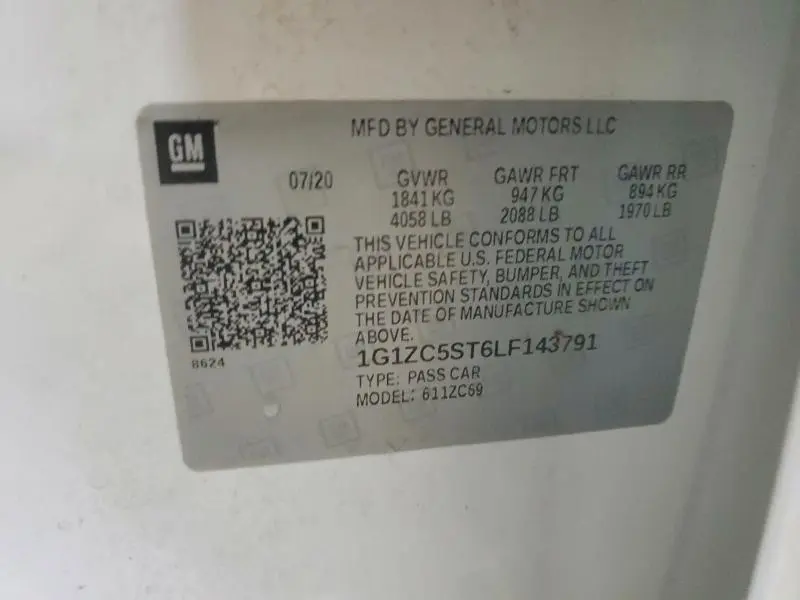 GM
MFD BY GENERAL MOTORS LLC
07/20
GVWR
1841 KG
4058 LB
GAWR FRT
947 KG
2088 LB
GAWR RR
894 KG
1970 LB
THIS VEHICLE CONFORMS TO ALL
APPLICABLE U.S. FEDERAL MOTOR
VEHICLE SAFETY, BUMPER, AND THEFT
PREVENTION STANDARDS IN EFFECT ON
THE DATE OF MANUFACTURE SHOWN
ABOVE.
1G1ZC5ST6LF143791
TYPE: PASS CAR
MODEL: 611ZC69
8624